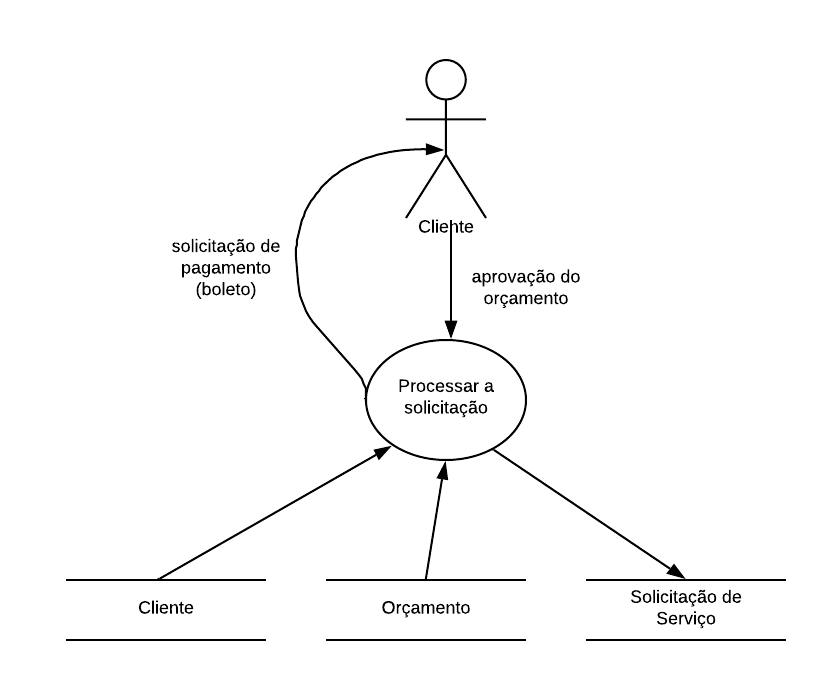 Cliente
solicitação de
pagamento
(boleto)
aprovação do
orçamento
Processar a
solicitação
Cliente
Orçamento
Solicitação de
Serviço